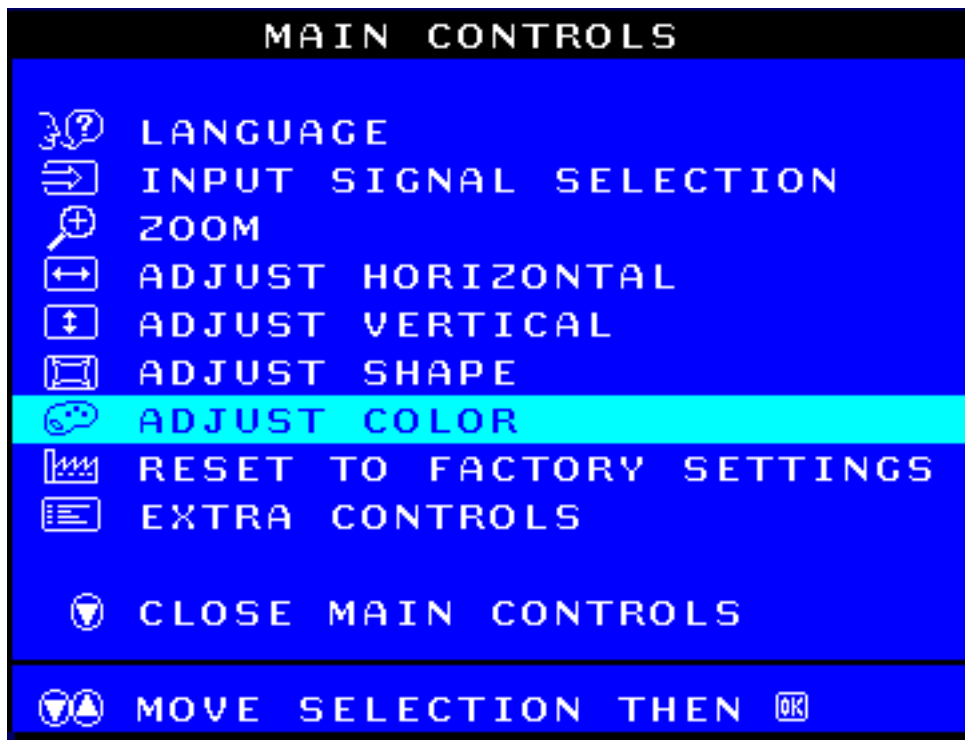 MAIN CONTROLS
LANGUAGE
INPUT SIGNAL SELECTION
ZOOM
ADJUST HORIZONTAL
ADJUST VERTICAL
ADJUST SHAPE
ADJUST COLOR
RESET TO FACTORY SETTINGS
EXTRA CONTROLS
CLOSE MAIN CONTROLS
MOVE SELECTION THEN OK